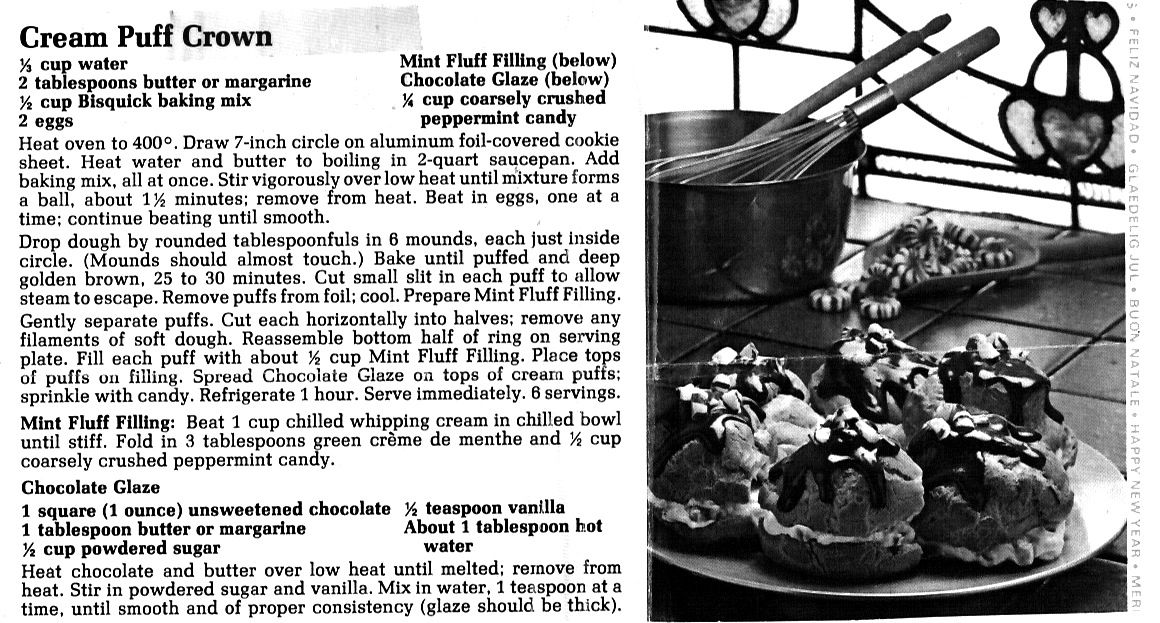 Cream Puff Crown
⅓ cup water
2 tablespoons butter or margarine
½ cup Bisquick baking mix
2 eggs
Mint Fluff Filling (below)
Chocolate Glaze (below)
¼ cup coarsely crushed
peppermint candy
Heat oven to 400°. Draw 7-inch circle on aluminum foil-covered cookie
sheet. Heat water and butter to boiling in 2-quart saucepan. Add
baking mix, all at once. Stir vigorously over low heat until mixture forms
a ball, about 1½ minutes; remove from heat. Beat in eggs, one at a
time; continue beating until smooth.
Drop dough by rounded tablespoonfuls in 6 mounds, each just inside
circle. (Mounds should almost touch.) Bake until puffed and deep
golden brown, 25 to 30 minutes. Cut small slit in each puff to allow
steam to escape. Remove puffs from foil; cool. Prepare Mint Fluff Filling.
Gently separate puffs. Cut each horizontally into halves; remove any
filaments of soft dough. Reassemble bottom half of ring on serving
plate. Fill each puff with about ½ cup Mint Fluff Filling. Place tops
of puffs on filling. Spread Chocolate Glaze on tops of cream puffs;
sprinkle with candy. Refrigerate 1 hour. Serve immediately. 6 servings.
Mint Fluff Filling: Beat 1 cup chilled whipping cream in chilled bowl
until stiff. Fold in 3 tablespoons green crème de menthe and ½ cup
coarsely crushed peppermint candy.
Chocolate Glaze
1 square (1 ounce) unsweetened chocolate
1 tablespoon butter or margarine
½ cup powdered sugar
½ teaspoon vanilla
About 1 tablespoon hot
water
Heat chocolate and butter over low heat until melted; remove from
heat. Stir in powdered sugar and vanilla. Mix in water, 1 teaspoon at a
time, until smooth and of proper consistency (glaze should be thick).
S • FELIZ NAVIDAD • GLAEDELIG JUL • BUON NATALE • HAPPY NEW YEAR • MER